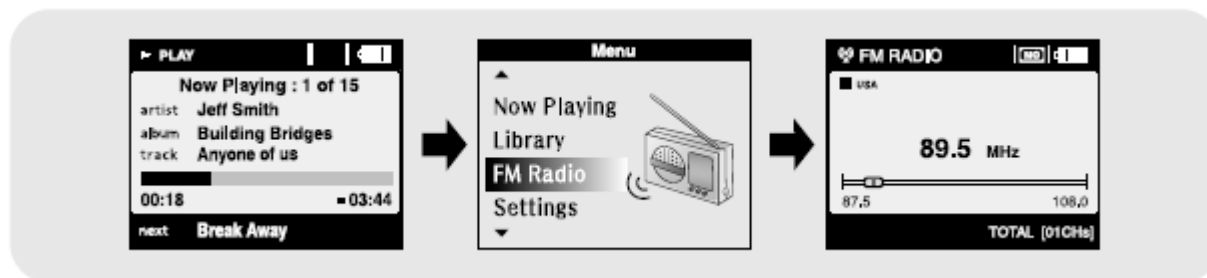 PLAY
Now Playing : 1 of 15
artist Jeff Smith
album Building Bridges
track Anyone of us
00:18 -03:44
next Break Away
Menu
Now Playing
Library
FM Radio
Settings
FM RADIO MO
USA
89.5 MHz
87.5 108.0
TOTAL [01CHs]